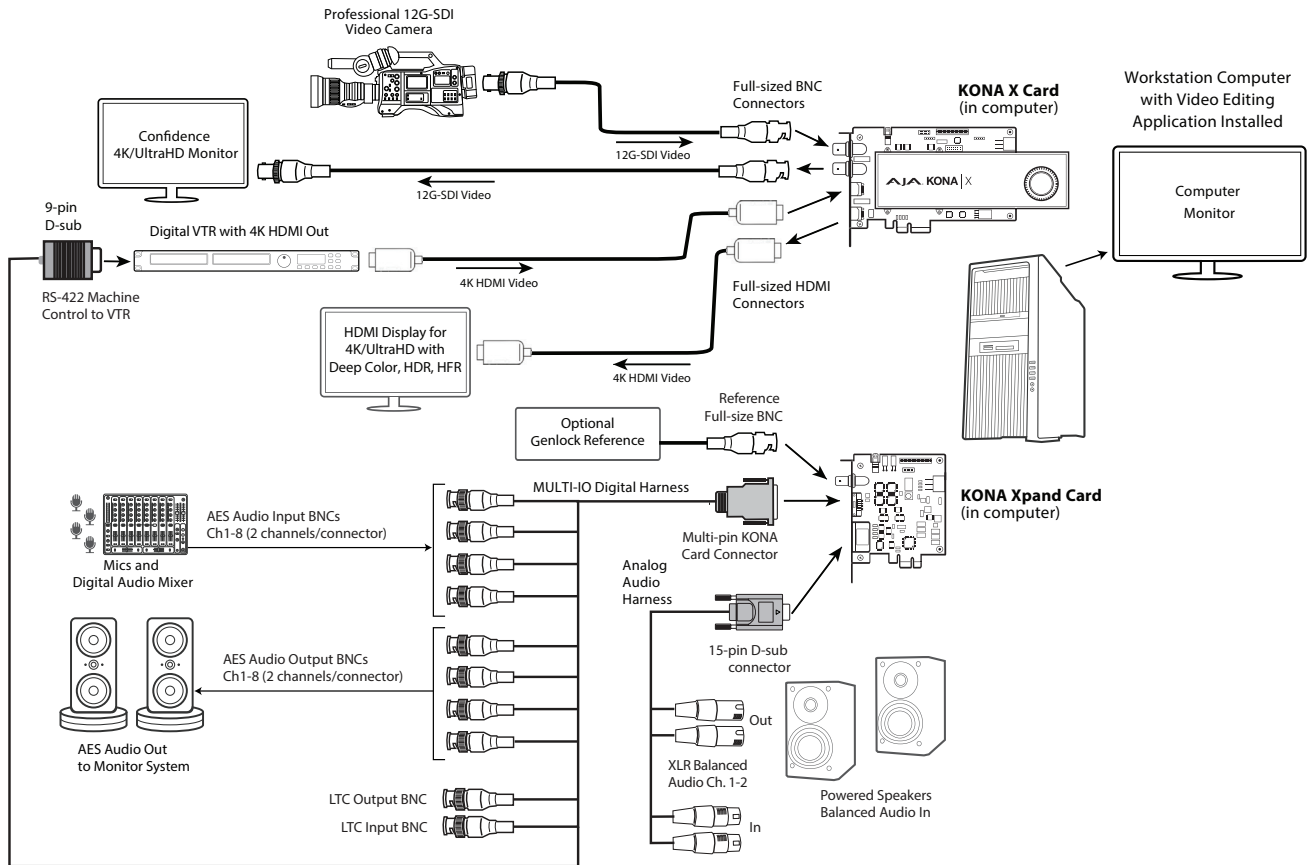 Professional 12G-SDI
Video Camera
Full-sized BNC
Connectors
KONA X Card
(in computer)
Workstation Computer
with Video Editing
Application Installed
Confidence
4K/UltraHD Monitor
12G-SDI Video
12G-SDI Video
AJA KONA X
Computer
Monitor
9-pin
D-sub
Digital VTR with 4K HDMI Out
4K HDMI Video
Full-sized HDMI
Connectors
RS-422 Machine
Control to VTR
HDMI Display for
4K/UltraHD with
Deep Color, HDR, HFR
4K HDMI Video
Reference
Full-size BNC
Optional
Genlock Reference
MULTI-IO Digital Harness
KONA Xpand Card
(in computer)
Multi-pin KONA
Card Connector
AES Audio Input BNCs
Ch1-8 (2 channels/connector)
Mics and
Digital Audio Mixer
Analog
Audio
Harness
15-pin D-sub
connector
AES Audio Output BNCs
Ch1-8 (2 channels/connector)
AES Audio Out
to Monitor System
Out
XLR Balanced
Audio Ch. 1-2
In
Powered Speakers
Balanced Audio In
LTC Output BNC
LTC Input BNC